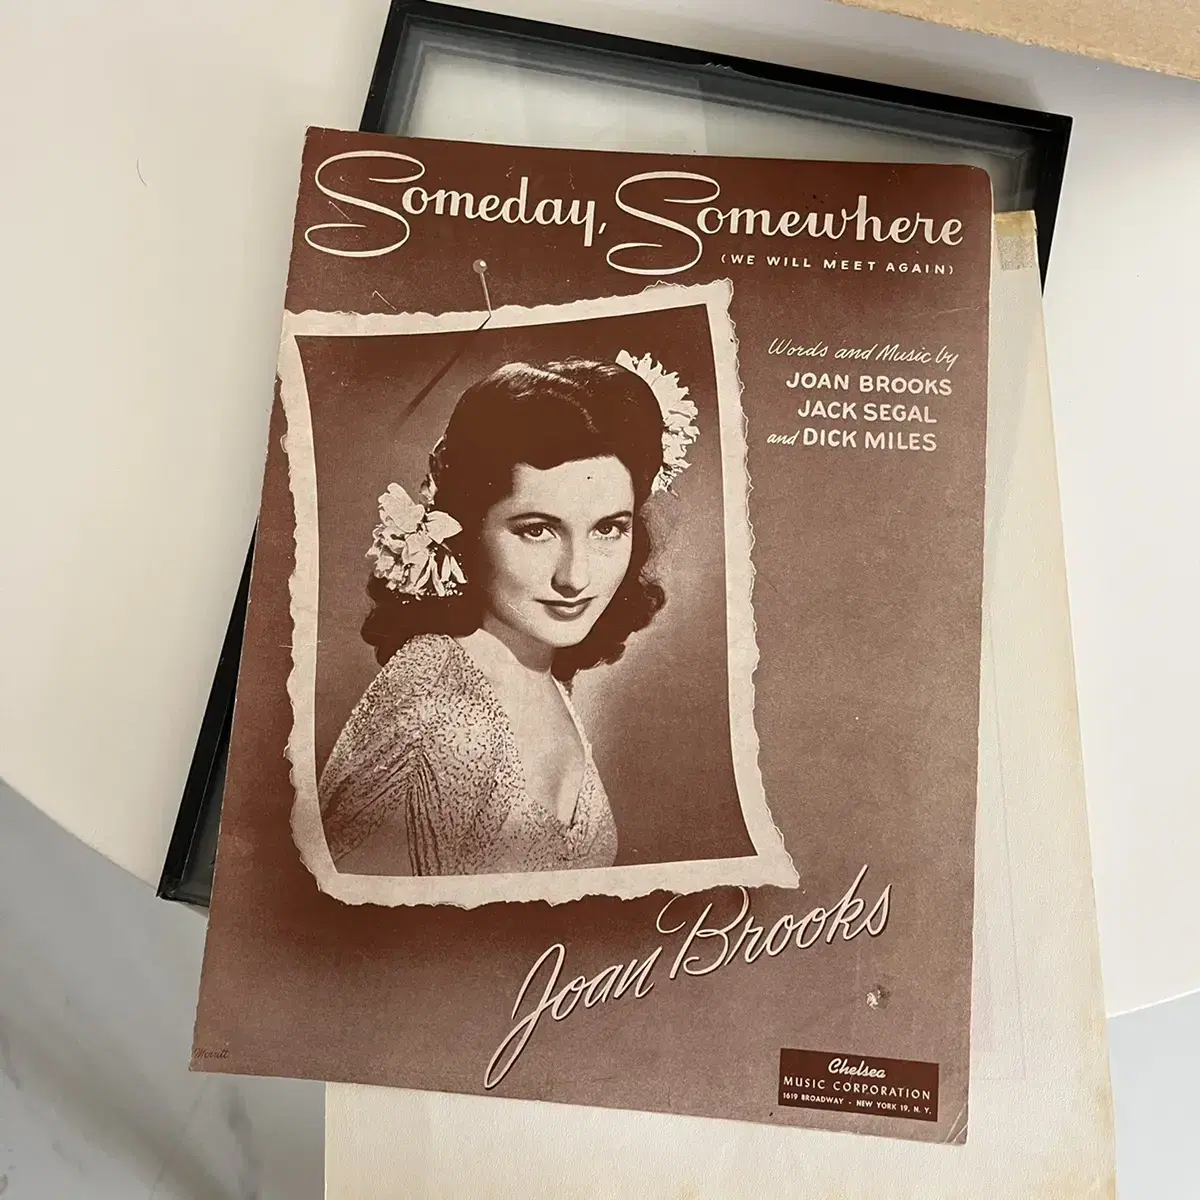 Someday, Somewhere
(WE WILL MEET AGAIN)
Words and Music by
JOAN BROOKS
JACK SEGAL
and DICK MILES
Joan Brooks
Merritt
Chelsea
MUSIC CORPORATION
1619 BROADWAY - NEW YORK 19, N. Y.